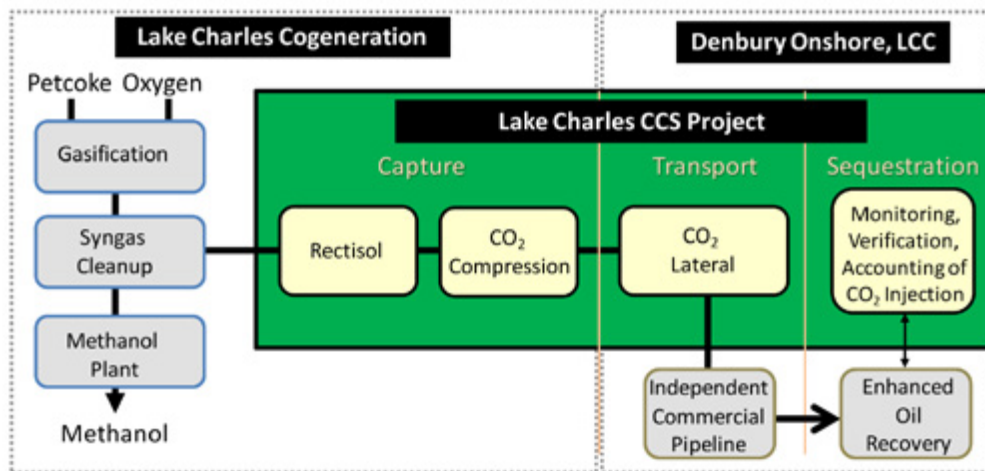 Lake Charles Cogeneration
Denbury Onshore, LCC
Petcoke Oxygen
Lake Charles CCS Project
Gasification
Capture
Transport
Sequestration
Syngas
Cleanup
Rectisol
CO₂
Compression
CO₂
Lateral
Monitoring,
Verification,
Accounting of
CO₂ Injection
Methanol
Plant
Methanol
Independent
Commercial
Pipeline
Enhanced
Oil
Recovery